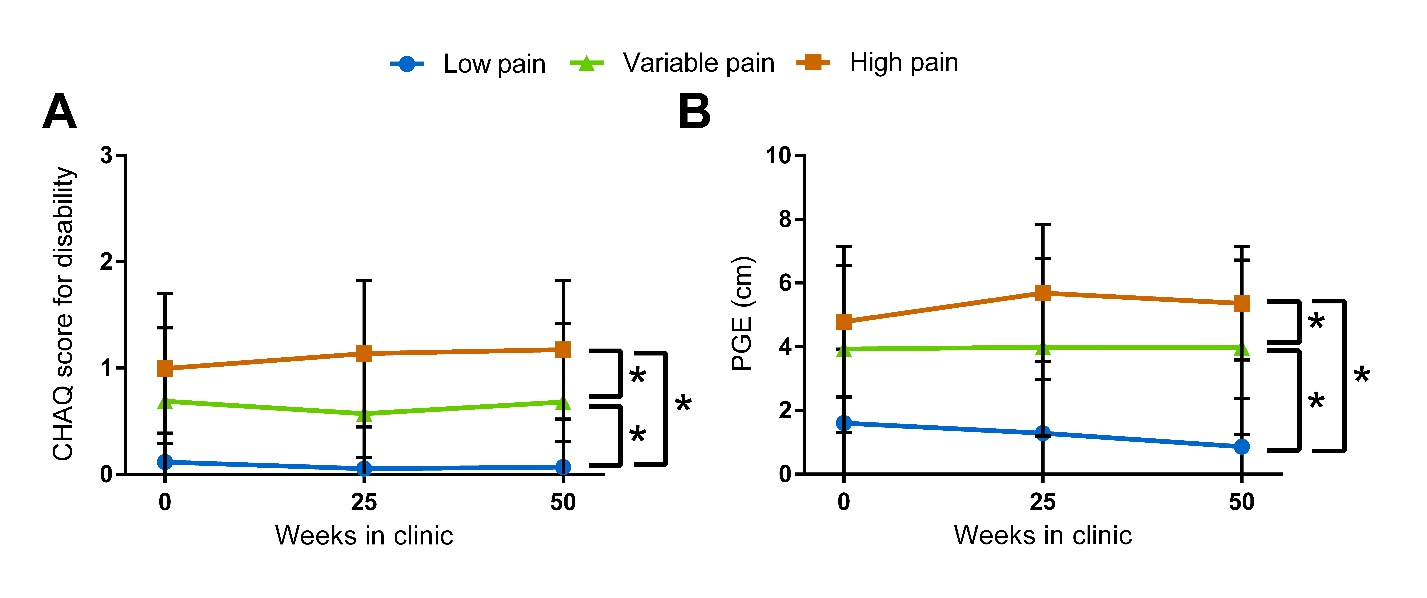 Low pain Variable pain High pain
A
CHAQ score for disability
3
2
1
0
0 25 50
Weeks in clinic
*
*
*
B
PGE (cm)
10
8
6
4
2
0
0 25 50
Weeks in clinic
*
*
*